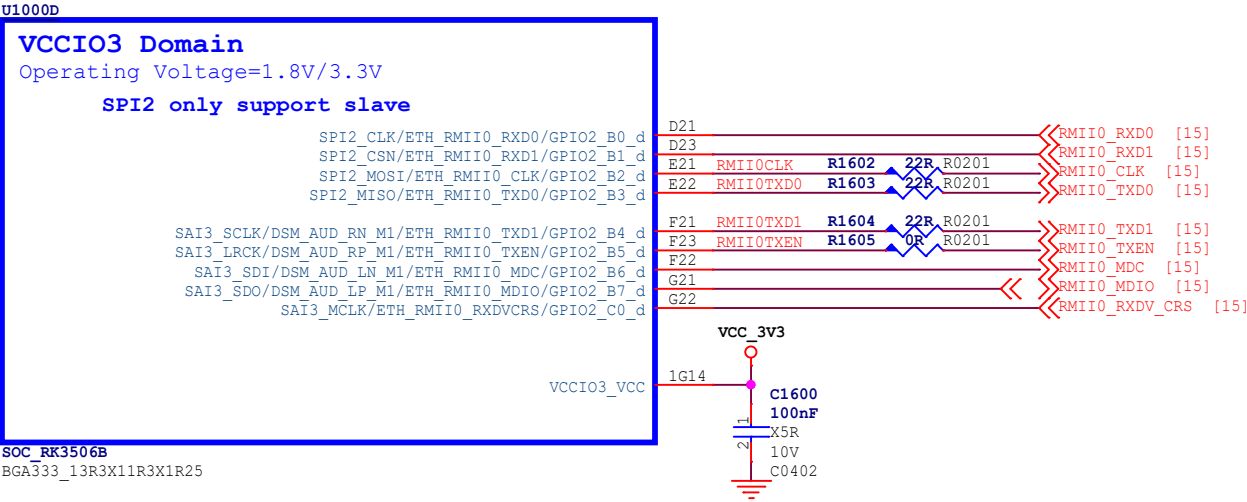 U1000D
VCCIO3 Domain
Operating Voltage=1.8V/3.3V
SPI2 only support slave
SPI2_CLK/ETH_RMII0_RXD0/GPIO2_B0_d D21 RMII0_RXD0 [15]
SPI2_CSN/ETH_RMII0_RXD1/GPIO2_B1_d D23 RMII0_RXD1 [15]
SPI2_MOSI/ETH_RMII0_CLK/GPIO2_B2_d E21 RMII0CLK R1602 22R R0201 RMII0_CLK [15]
SPI2_MISO/ETH_RMII0_TXD0/GPIO2_B3_d E22 RMII0TXD0 R1603 22R R0201 RMII0_TXD0 [15]
SAI3_SCLK/DSM_AUD_RN_M1/ETH_RMII0_TXD1/GPIO2_B4_d F21 RMII0TXD1 R1604 22R R0201 RMII0_TXD1 [15]
SAI3_LRCK/DSM_AUD_RP_M1/ETH_RMII0_TXEN/GPIO2_B5_d F23 RMII0TXEN R1605 0R R0201 RMII0_TXEN [15]
SAI3_SDI/DSM_AUD_LN_M1/ETH_RMII0_MDC/GPIO2_B6_d F22 RMII0_MDC [15]
SAI3_SDO/DSM_AUD_LP_M1/ETH_RMII0_MDIO/GPIO2_B7_d G21 RMII0_MDIO [15]
SAI3_MCLK/ETH_RMII0_RXDVCRS/GPIO2_C0_d G22 RMII0_RXDV_CRS [15]
VCC_3V3
VCCIO3_VCC 1G14
C1600
100nF
1
X5R
2
10V
C0402
SOC_RK3506B
BGA333_13R3X11R3X1R25